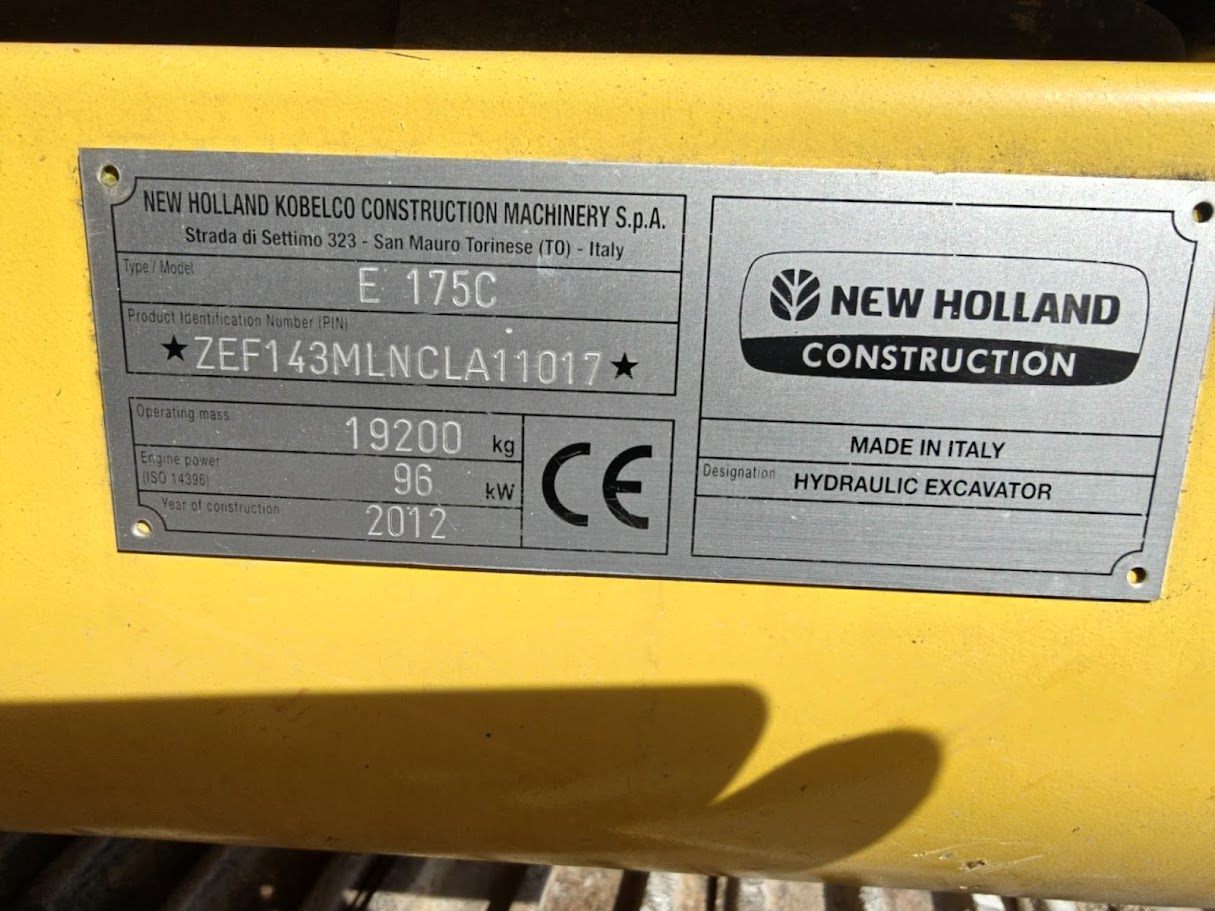 NEW HOLLAND KOBELCO CONSTRUCTION MACHINERY S.p.A.
Strada di Settimo 323 - San Mauro Torinese (TO) - Italy
Type / Model
E 175C
Product Identification Number (PIN)
★ZEF143MLNCLA11017★
Operating mass
19200 kg
Engine power
(ISO 14396)
96 kW
Year of construction
2012
CE
NEW HOLLAND
CONSTRUCTION
MADE IN ITALY
Designation HYDRAULIC EXCAVATOR